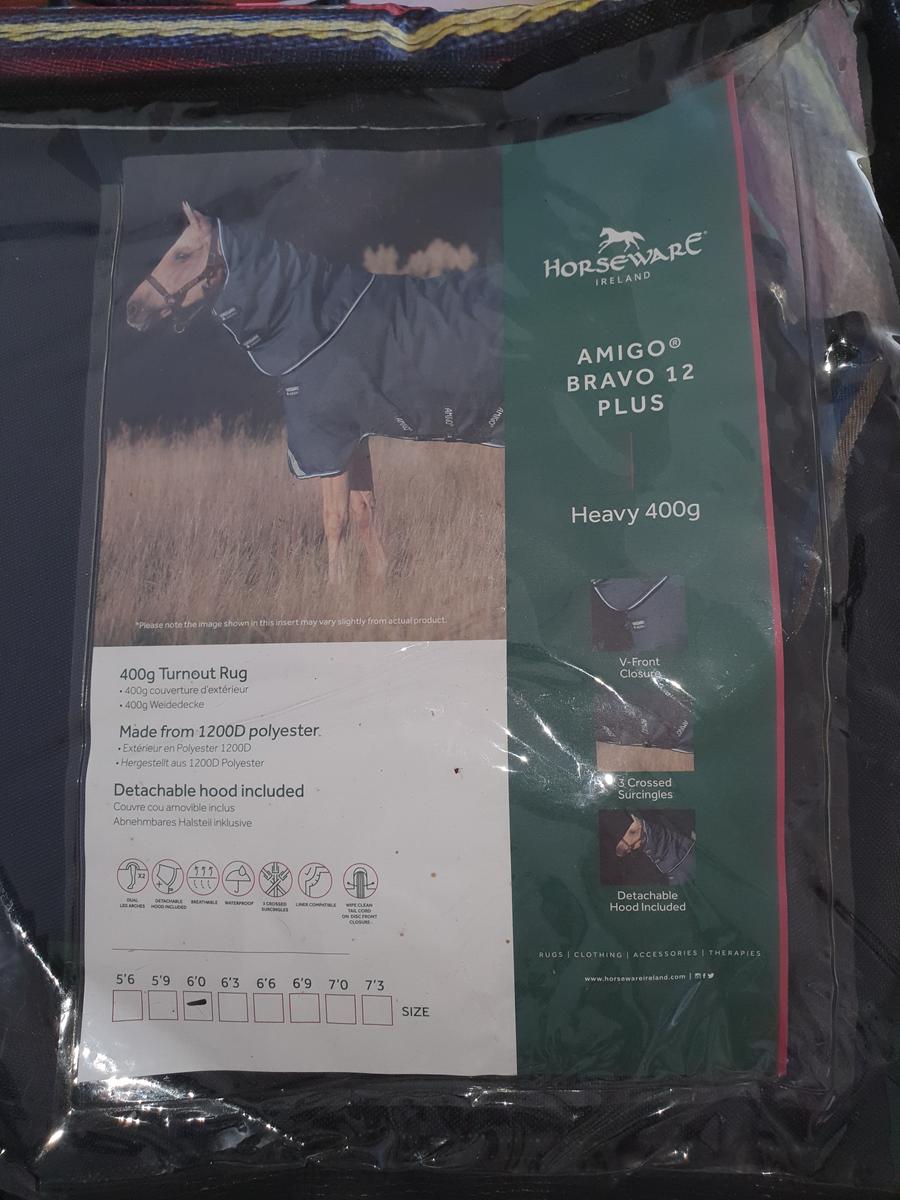 HORSEWARE®
IRELAND
AMIGO®
BRAVO 12
PLUS
Heavy 400g
V-Front
Closure
3 Crossed
Surcingles
Detachable
Hood Included
RUGS | CLOTHING | ACCESSORIES | THERAPIES
www.horsewareireland.com |
*Please note the image shown in this insert may vary slightly from actual product.
400g Turnout Rug
• 400g couverture d'extérieur
• 400g Weidedecke
Made from 1200D polyester.
• Extérieur en Polyester 1200D
• Hergestellt aus 1200D Polyester
Detachable hood included
Couvre cou amovible inclus
Abnehmbares Halsteil inklusive
X2
DUAL
LEG ARCHES
DETACHABLE
HOOD INCLUDED
BREATHABLE
WATERPROOF
3 CROSSED
SURCINGLES
LINER COMPATIBLE
WIPE CLEAN
TAIL CORD
ON DISC FRONT
CLOSURE
5'6 5'9 6'0 6'3 6'6 6'9 7'0 7'3
SIZE